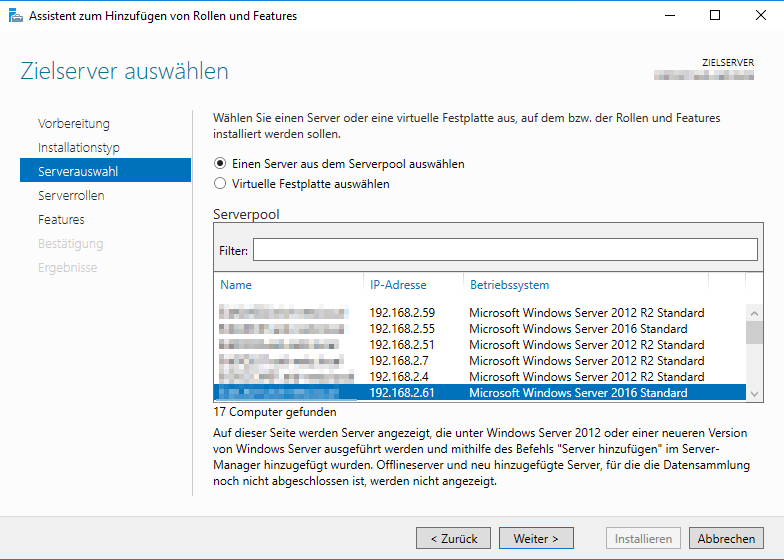 Assistent zum Hinzufügen von Rollen und Features
Zielserver auswählen
ZIELSERVER
Vorbereitung
Installationstyp
Serverauswahl
Serverrollen
Features
Bestätigung
Ergebnisse
Wählen Sie einen Server oder eine virtuelle Festplatte aus, auf dem bzw. der Rollen und Features
installiert werden sollen.
Einen Server aus dem Serverpool auswählen
Virtuelle Festplatte auswählen
Serverpool
Filter:
Name IP-Adresse Betriebssystem
192.168.2.59 Microsoft Windows Server 2012 R2 Standard
192.168.2.55 Microsoft Windows Server 2016 Standard
192.168.2.51 Microsoft Windows Server 2012 R2 Standard
192.168.2.7 Microsoft Windows Server 2012 R2 Standard
192.168.2.4 Microsoft Windows Server 2012 R2 Standard
192.168.2.61 Microsoft Windows Server 2016 Standard
17 Computer gefunden
Auf dieser Seite werden Server angezeigt, die unter Windows Server 2012 oder einer neueren Version
von Windows Server ausgeführt werden und mithilfe des Befehls "Server hinzufügen" im Server-
Manager hinzugefügt wurden. Offlineserver und neu hinzugefügte Server, für die die Datensammlung
noch nicht abgeschlossen ist, werden nicht angezeigt.
< Zurück Weiter > Installieren Abbrechen